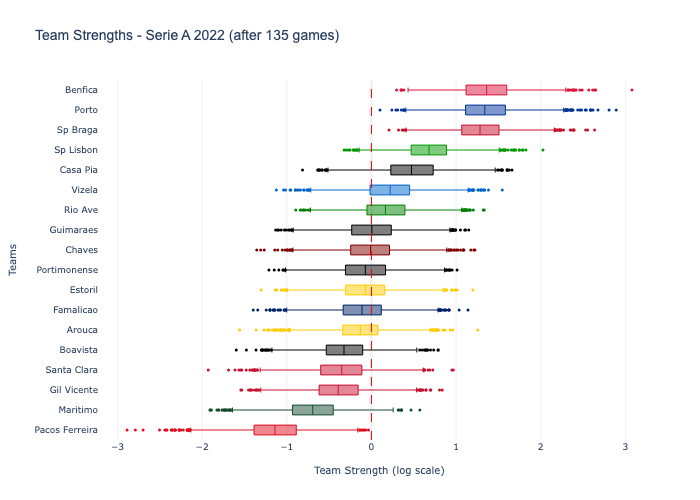 Team Strengths - Serie A 2022 (after 135 games)
Benfica
Porto
Sp Braga
Sp Lisbon
Casa Pia
Vizela
Rio Ave
Guimaraes
Chaves
Portimonense
Estoril
Famalicao
Arouca
Boavista
Santa Clara
Gil Vicente
Maritimo
Pacos Ferreira
Teams
−3 −2 −1 0 1 2 3
Team Strength (log scale)